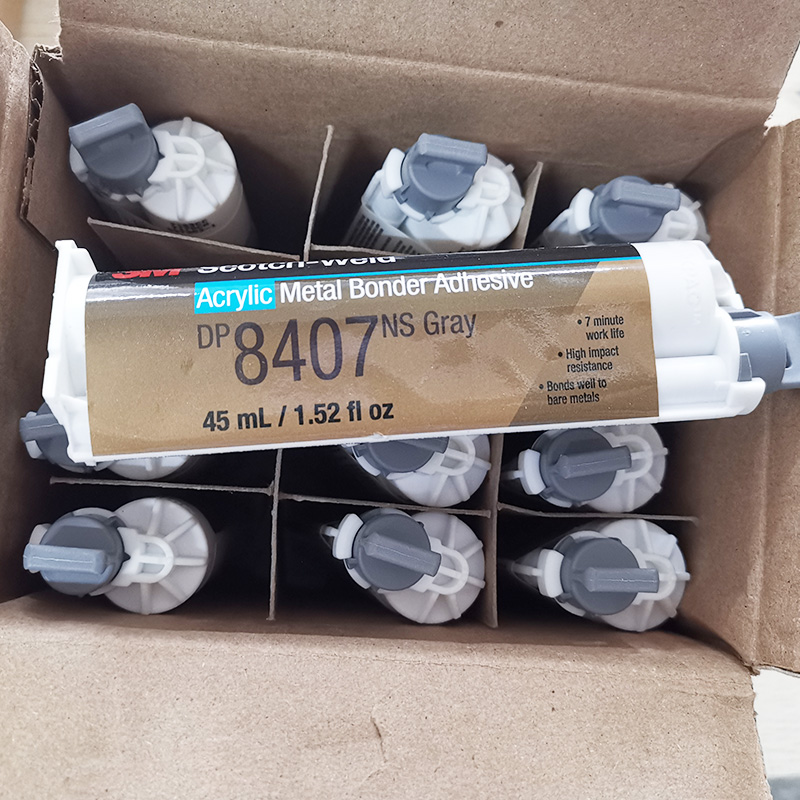 3M Scotch-Weld
Acrylic Metal Bonder Adhesive
DP 8407 NS Gray
• 7 minute
work life
• High impact
resistance
• Bonds well to
bare metals
45 mL / 1.52 fl oz